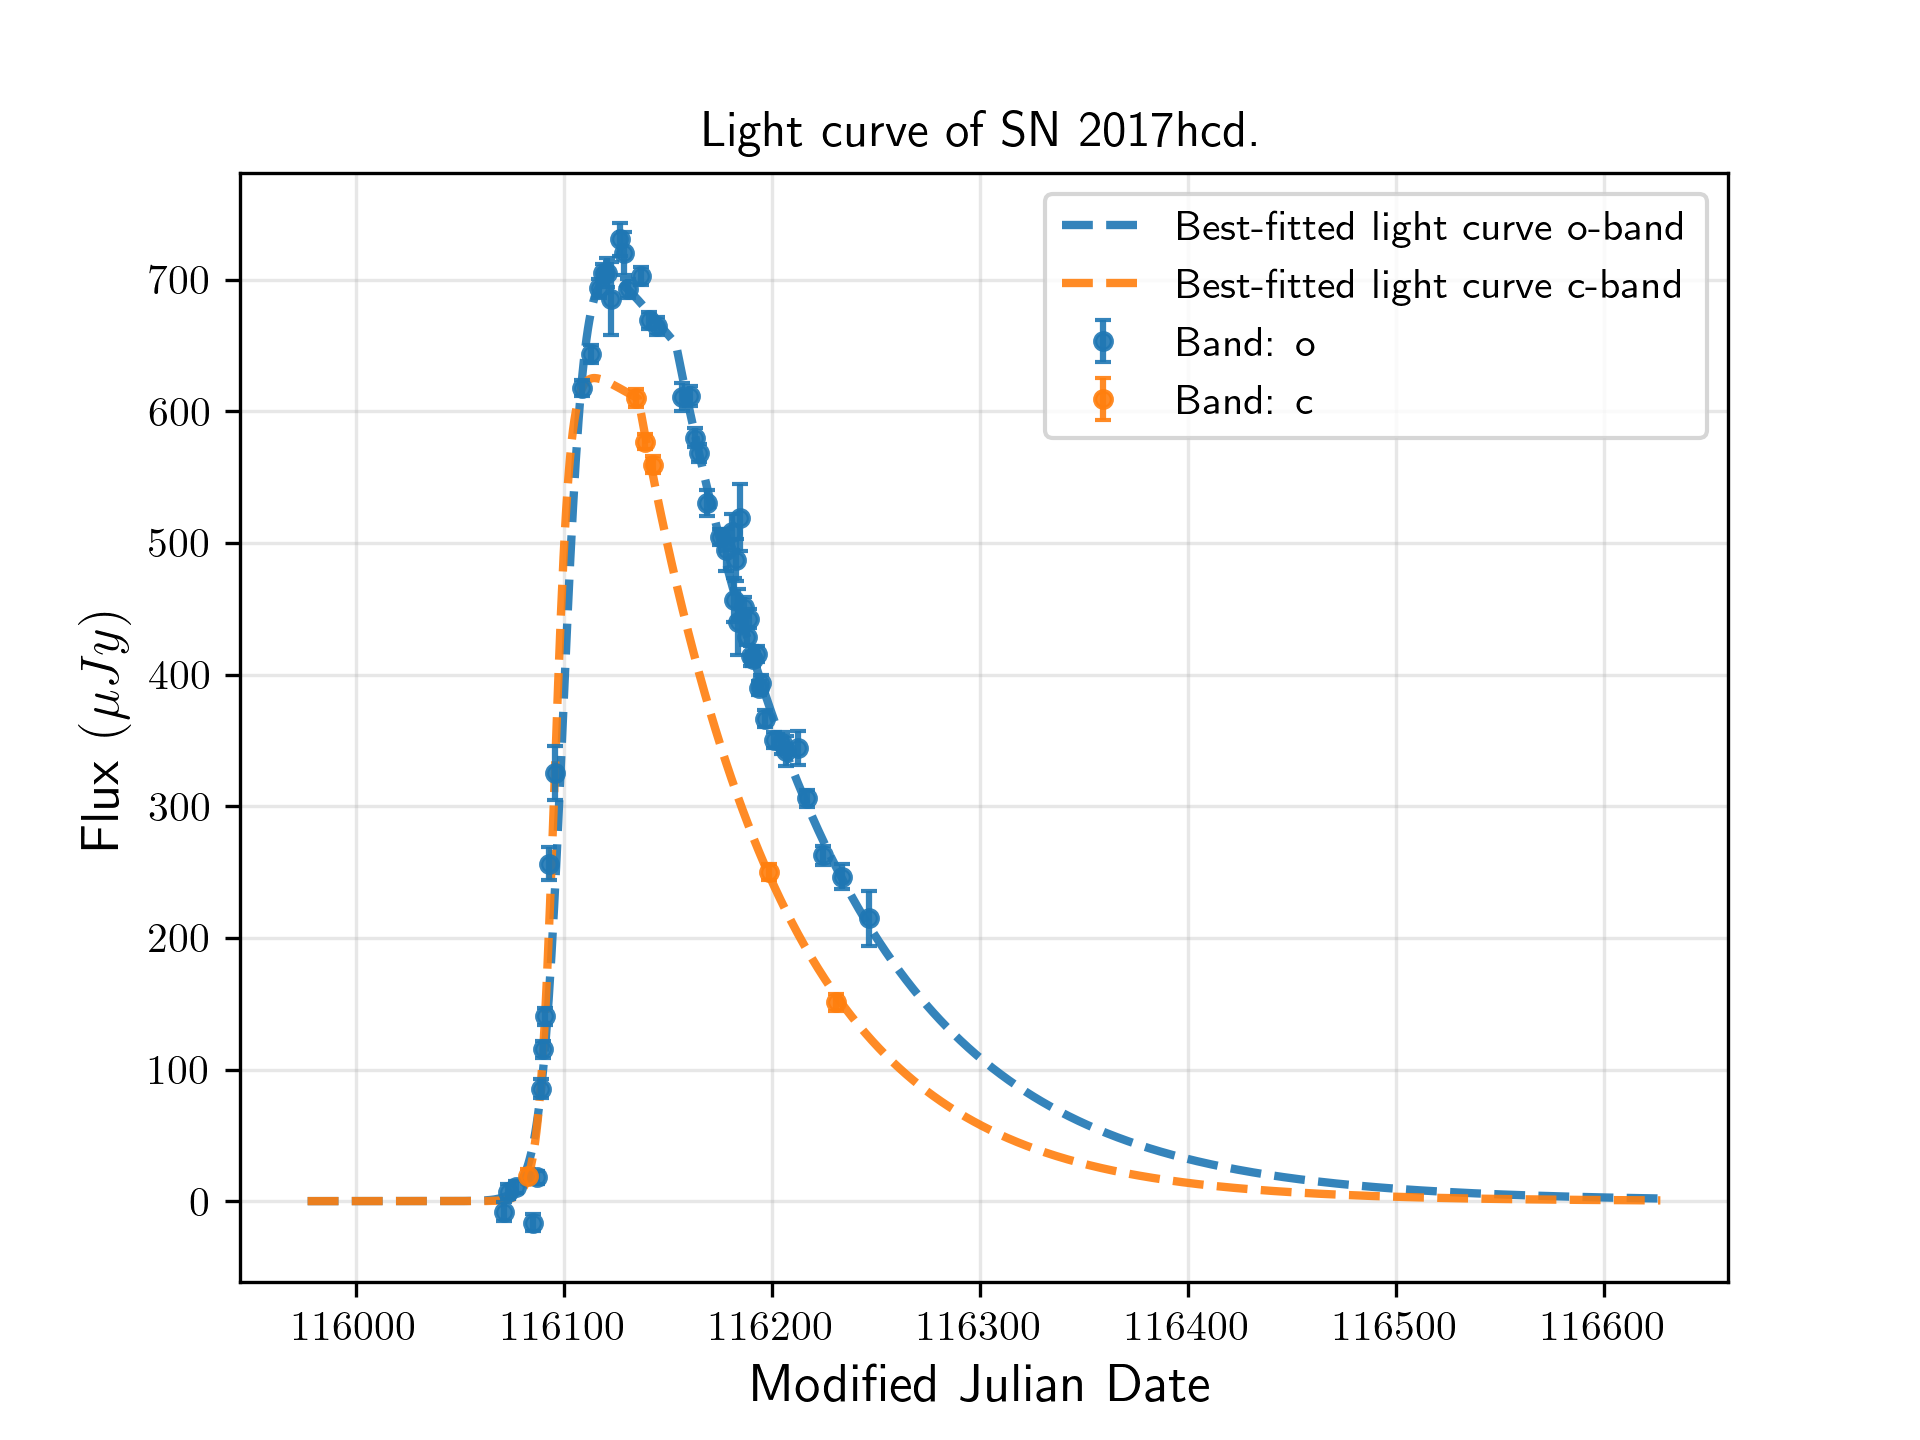 Light curve of SN 2017hcd.
Best-fitted light curve o-band
Best-fitted light curve c-band
Band: o
Band: c
700
600
500
400
300
200
100
0
Flux (μJy)
116000 116100 116200 116300 116400 116500 116600
Modified Julian Date